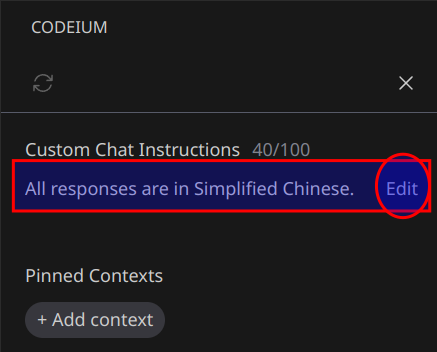 CODEIUM
Custom Chat Instructions 40/100
All responses are in Simplified Chinese. Edit
Pinned Contexts
+ Add context